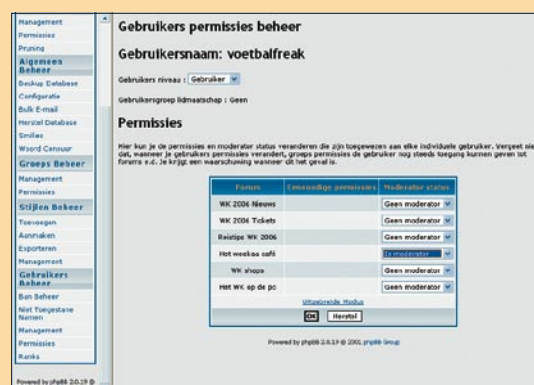 Management
Permissies
Pruning
Algemeen
Beheer
Backup Database
Configuratie
Bulk E-mail
Herstel Database
Smilies
Woord Censuur
Groeps Beheer
Management
Permissies
Stijlen Beheer
Toevoegen
Aanmaken
Exporteren
Management
Gebruikers
Beheer
Ban Beheer
Niet Toegestane
Namen
Management
Permissies
Ranks
Powered by phpBB 2.0.19 ©
Gebruikers permissies beheer
Gebruikersnaam: voetbalfreak
Gebruikers niveau : Gebruiker
Gebruikersgroep lidmaatschap : Geen
Permissies
Hier kun je de permissies en moderator status veranderen die zijn toegewezen aan elke individuele gebruiker. Vergeet nie
dat, wanneer je gebruikers permissies verandert, groeps permissies de gebruiker nog steeds toegang kunnen geven tot
forums e.d. Je krijgt een waarschuwing wanneer dit het geval is.
Forum Eenvoudige permissies Moderator status
WK 2006 Nieuws Geen moderator
WK 2006 Tickets Geen moderator
Reistips WK 2006 Geen moderator
Het weekaa café Is moderator
WK shops Geen moderator
Het WK op de pc Geen moderator
Uitgebreide Modus
OK Herstel
Powered by phpBB 2.0.19 © 2001 phpBB Group